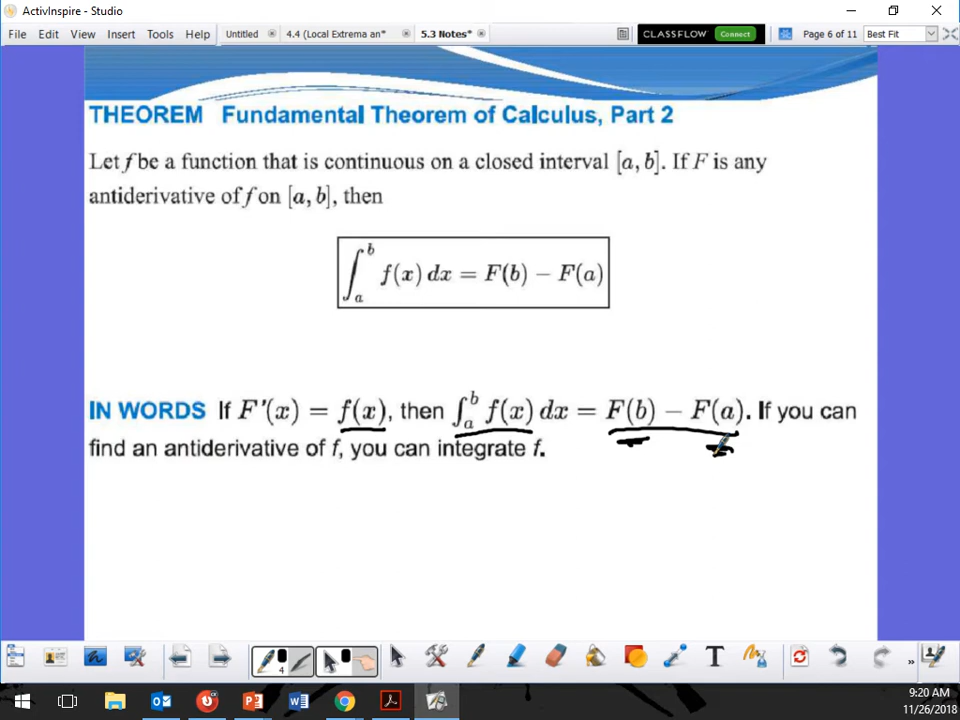 ActivInspire - Studio
File Edit View Insert Tools Help Untitled 4.4 (Local Extrema an* 5.3 Notes* CLASSFLOW Connect Page 6 of 11 Best Fit
THEOREM Fundamental Theorem of Calculus, Part 2
Let f be a function that is continuous on a closed interval [a, b]. If F is any
antiderivative of f on [a, b], then
∫_a^b f(x) dx = F(b) − F(a)
IN WORDS If F'(x) = f(x), then ∫_a^b f(x) dx = F(b) − F(a). If you can
find an antiderivative of f, you can integrate f.
4 T »
9:20 AM
11/26/2018